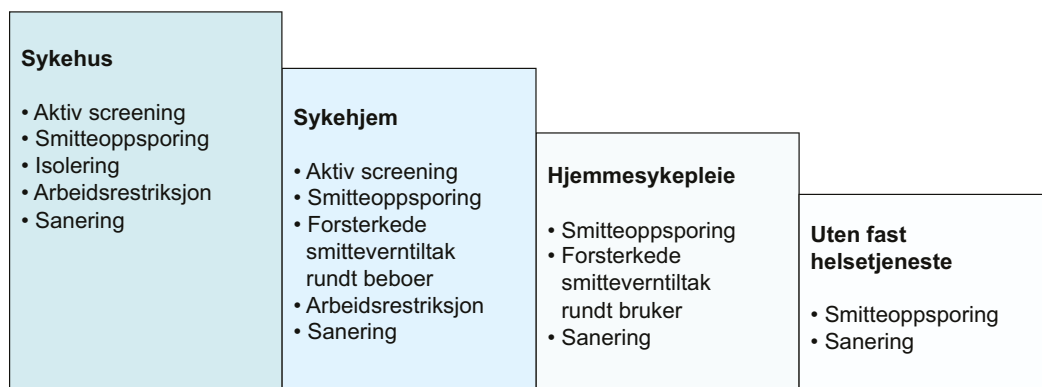 Sykehus
• Aktiv screening
• Smitteoppsporing
• Isolering
• Arbeidsrestriksjon
• Sanering
Sykehjem
• Aktiv screening
• Smitteoppsporing
• Forsterkede
smitteverntiltak
rundt beboer
• Arbeidsrestriksjon
• Sanering
Hjemmesykepleie
• Smitteoppsporing
• Forsterkede
smitteverntiltak
rundt bruker
• Sanering
Uten fast
helsetjeneste
• Smitteoppsporing
• Sanering